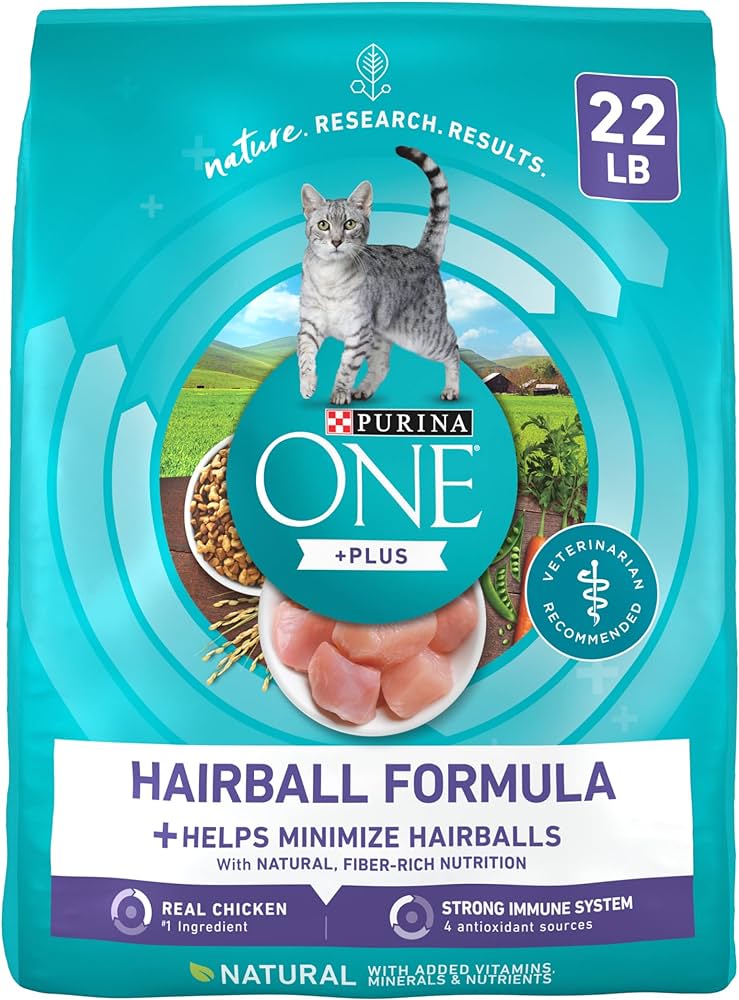 nature. RESEARCH. RESULTS.
22
LB
PURINA
ONE®
+PLUS
VETERINARIAN
RECOMMENDED
HAIRBALL FORMULA
+HELPS MINIMIZE HAIRBALLS
With NATURAL, FIBER-RICH NUTRITION
REAL CHICKEN
#1 Ingredient
STRONG IMMUNE SYSTEM
4 antioxidant sources
NATURAL WITH ADDED VITAMINS,
MINERALS & NUTRIENTS